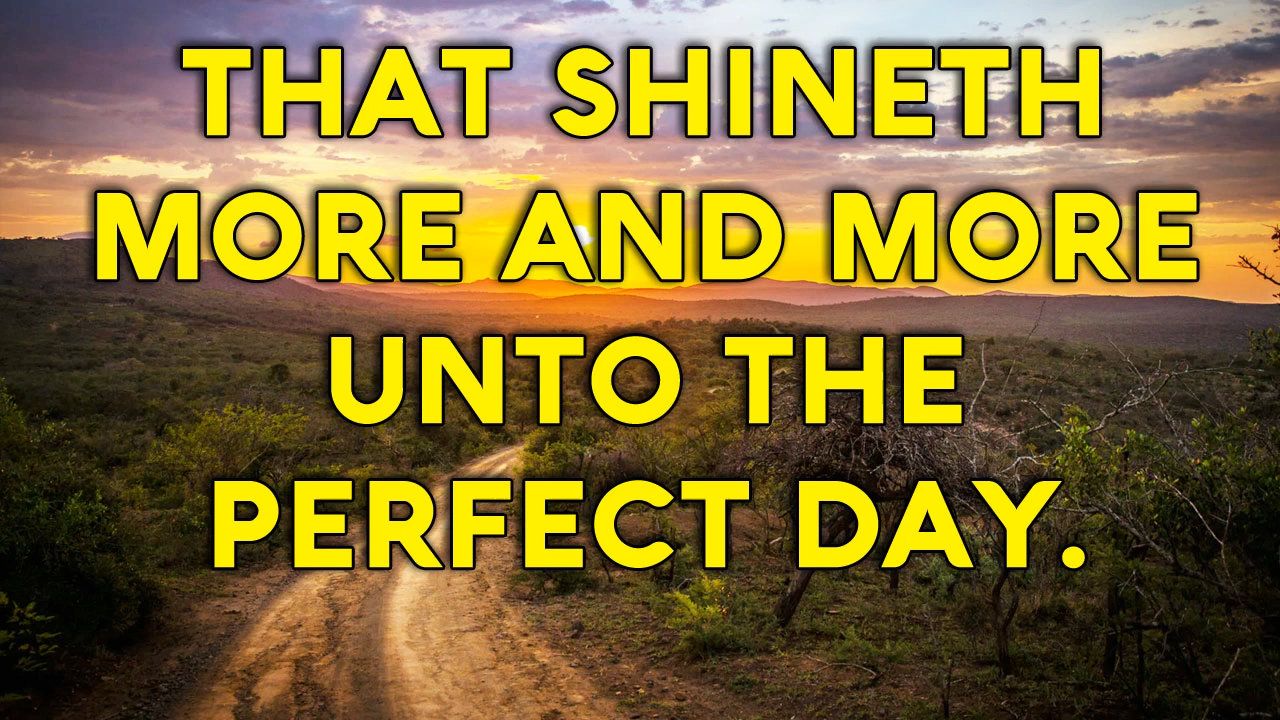 THAT SHINETH
MORE AND MORE
UNTO THE
PERFECT DAY.